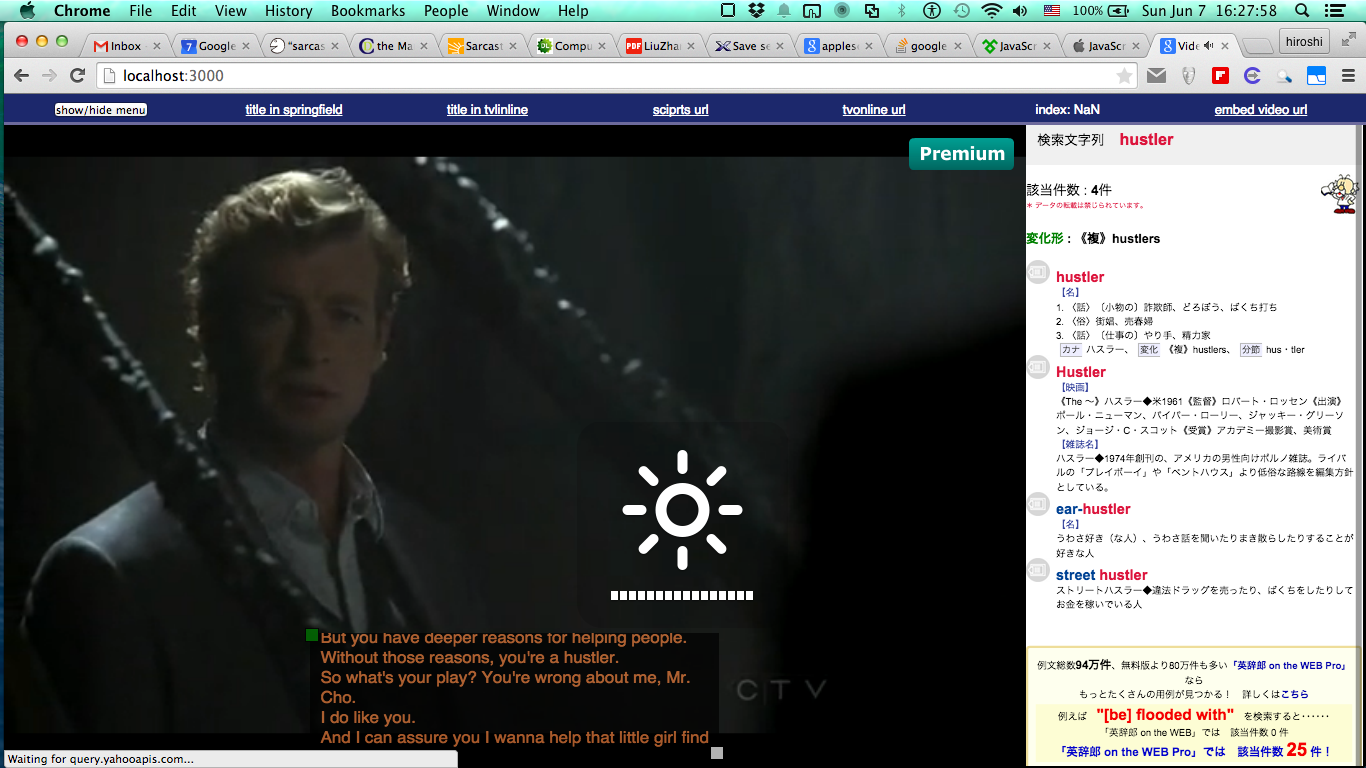 Chrome File Edit View History Bookmarks People Window Help 100% Sun Jun 7 16:27:58
Inbox Google "sarcas the Ma Sarcast Compu LiuZhan Save se applesc google JavaScr JavaScr Vide hiroshi
localhost:3000
show/hide menu title in springfield title in tvlinline sciprts url tvonline url index: NaN embed video url
Premium
検索文字列 hustler
該当件数 : 4件
* データの転載は禁じられています。
変化形 : 《複》hustlers
hustler
【名】
1. 〈話》〔小物の〕詐欺師、どろぼう、ばくち打ち
2. 〈俗》街娼、売春婦
3. 〈話》〔仕事の〕やり手、精力家
カナ ハスラー、 変化 《複》hustlers、 分節 hus・tler
Hustler
【映画】
《The ～》ハスラー◆米1961《監督》ロバート・ロッセン《出演》
ポール・ニューマン、パイパー・ローリー、ジャッキー・グリーソ
ン、ジョージ・C・スコット《受賞》アカデミー撮影賞、美術賞
【雑誌名】
ハスラー◆1974年創刊の、アメリカの男性向けポルノ雑誌。ライバ
ルの「プレイボーイ」や「ペントハウス」より低俗な路線を編集方針
としている。
ear-hustler
【名】
うわさ好き（な人）、うわさ話を聞いたりまき散らしたりすることが
好きな人
street hustler
ストリートハスラー◆違法ドラッグを売ったり、ばくちをしたりして
お金を稼いでいる人
But you have deeper reasons for helping people.
Without those reasons, you're a hustler.
So what's your play? You're wrong about me, Mr.
Cho.
I do like you.
And I can assure you I wanna help that little girl find
CTV
例文総数94万件、無料版より80万件も多い「英辞郎 on the WEB Pro」
なら
もっとたくさんの用例が見つかる！ 詳しくはこちら
例えば "[be] flooded with" を検索すると……
「英辞郎 on the WEB」では 該当件数 0 件
「英辞郎 on the WEB Pro」では 該当件数 25 件！
Waiting for query.yahooapis.com...